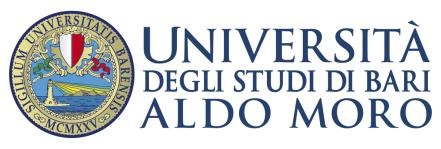 SIGILLUM UNIVERSITATIS BARENSIS
MCMXXV
UNIVERSITÀ
DEGLI STUDI DI BARI
ALDO MORO